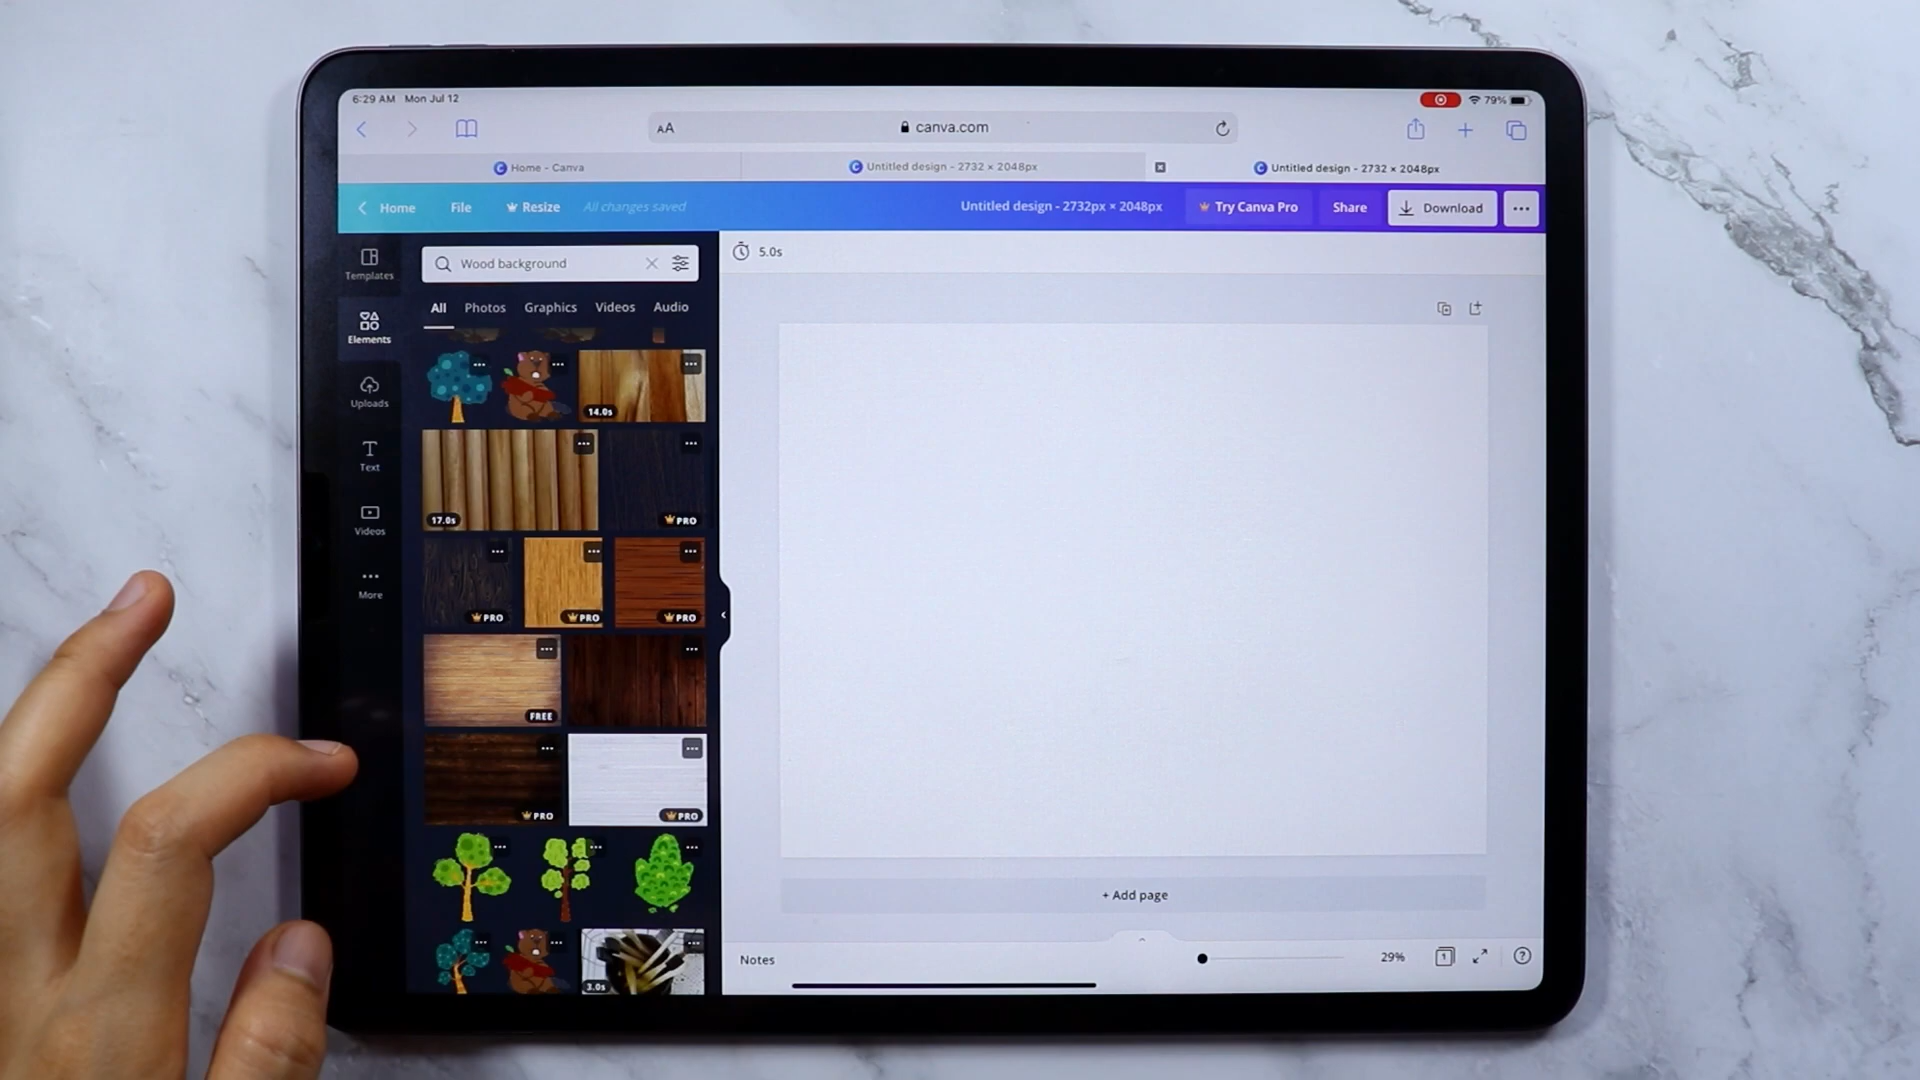 6:29 AM Mon Jul 12
79%
AA
canva.com
Home - Canva
Untitled design - 2732 × 2048px
Untitled design - 2732 × 2048px
Home
File
Resize
All changes saved
Untitled design - 2732px × 2048px
Try Canva Pro
Share
Download
Templates
Elements
Uploads
Text
Videos
More
Wood background
All
Photos
Graphics
Videos
Audio
14.0s
17.0s
PRO
PRO
PRO
PRO
FREE
PRO
PRO
3.0s
5.0s
+ Add page
Notes
29%
1
?